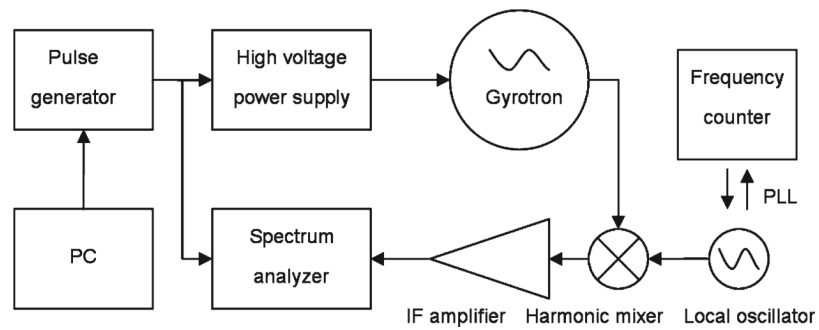 Pulse
generator
High voltage
power supply
Gyrotron
Frequency
counter
PLL
PC
Spectrum
analyzer
IF amplifier
Harmonic mixer
Local oscillator